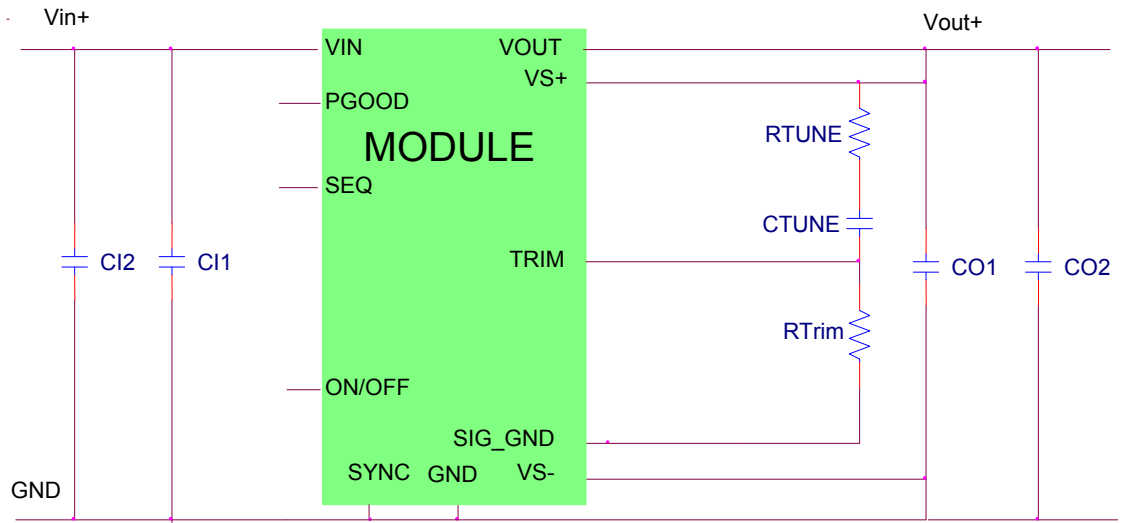 Vin+
Vout+
VIN
VOUT
VS+
PGOOD
RTUNE
MODULE
SEQ
CTUNE
CI2
CI1
TRIM
CO1
CO2
RTrim
ON/OFF
SIG_GND
SYNC
GND
VS-
GND